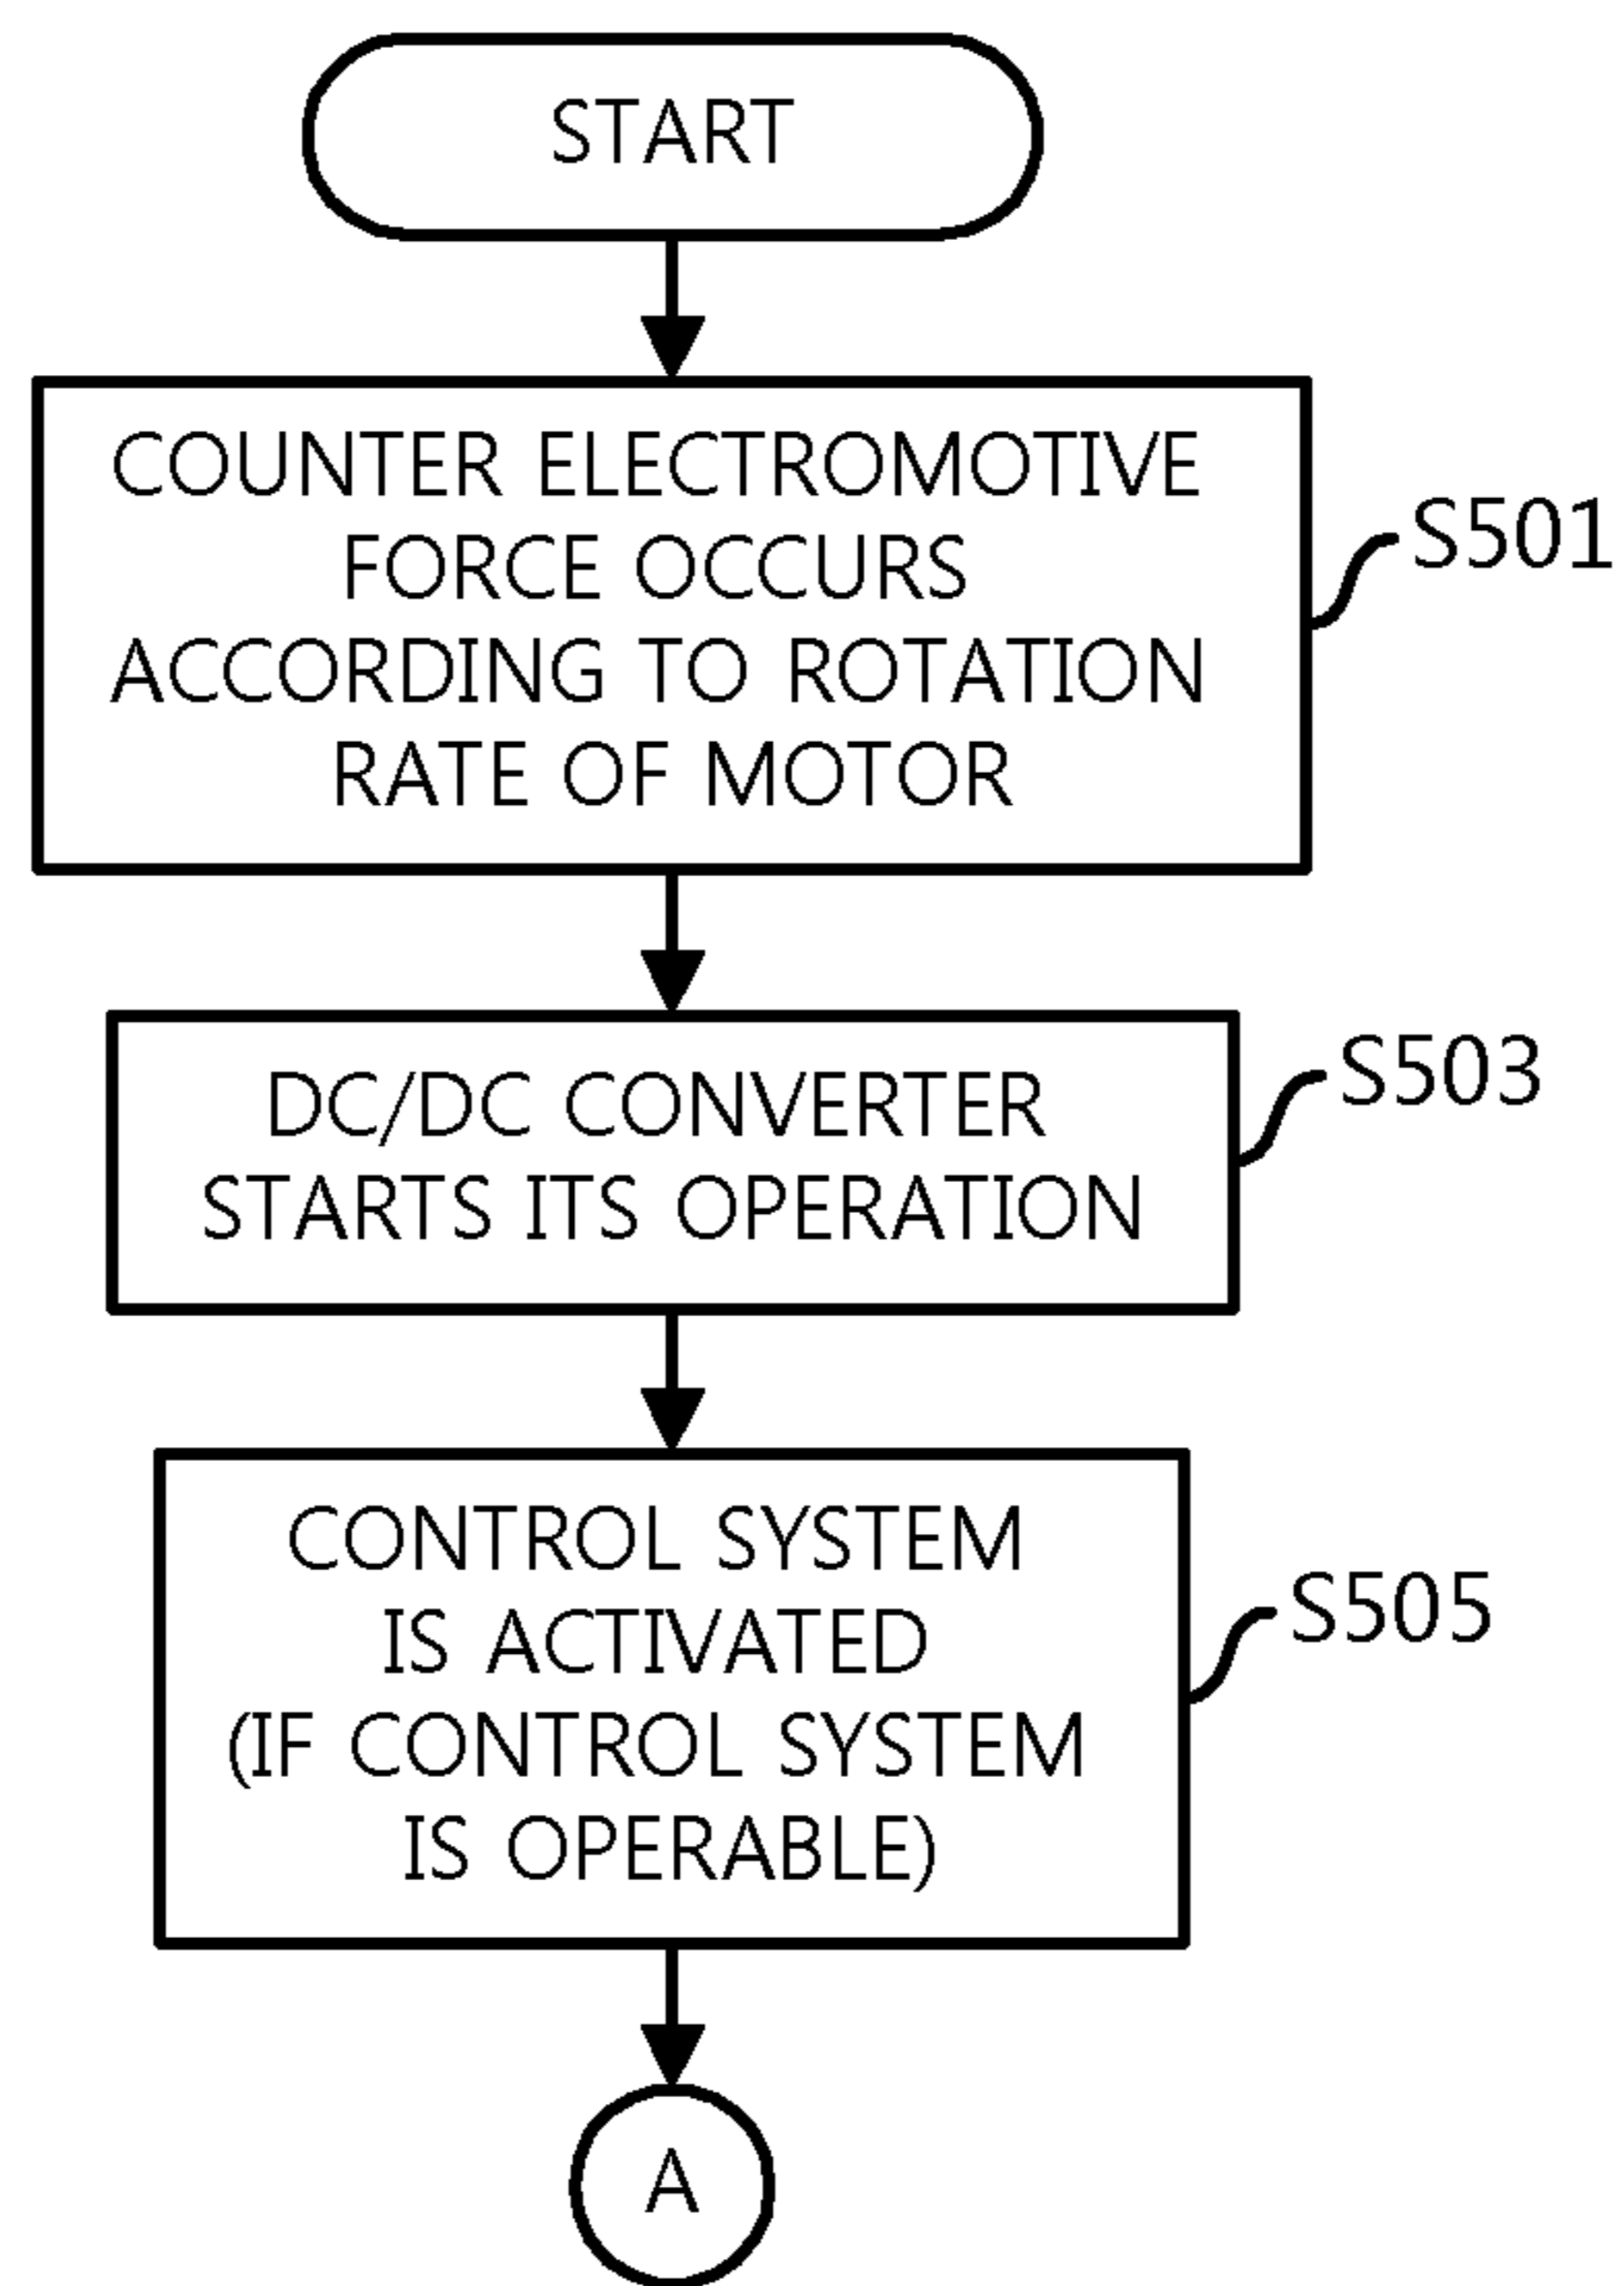 START
COUNTER ELECTROMOTIVE
FORCE OCCURS
ACCORDING TO ROTATION
RATE OF MOTOR
S501
DC/DC CONVERTER
STARTS ITS OPERATION
S503
CONTROL SYSTEM
IS ACTIVATED
(IF CONTROL SYSTEM
IS OPERABLE)
S505
A